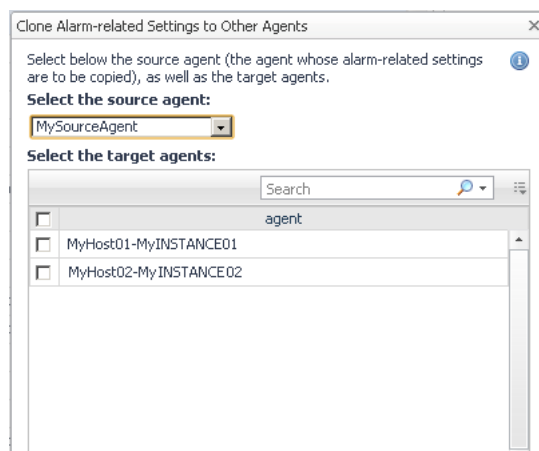 Clone Alarm-related Settings to Other Agents
Select below the source agent (the agent whose alarm-related settings
are to be copied), as well as the target agents.
Select the source agent:
MySourceAgent
Select the target agents:
Search
agent
MyHost01-MyINSTANCE01
MyHost02-MyINSTANCE02